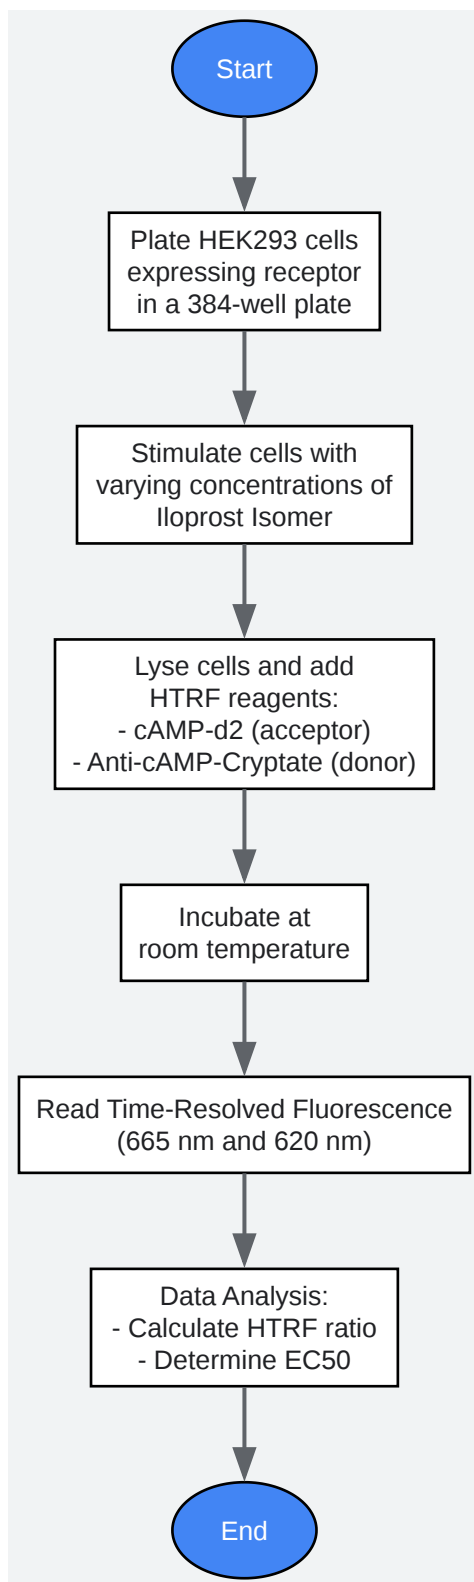 Start
Plate HEK293 cells
expressing receptor
in a 384-well plate
Stimulate cells with
varying concentrations of
Iloprost Isomer
Lyse cells and add
HTRF reagents:
- cAMP-d2 (acceptor)
- Anti-cAMP-Cryptate (donor)
Incubate at
room temperature
Read Time-Resolved Fluorescence
(665 nm and 620 nm)
Data Analysis:
- Calculate HTRF ratio
- Determine EC50
End